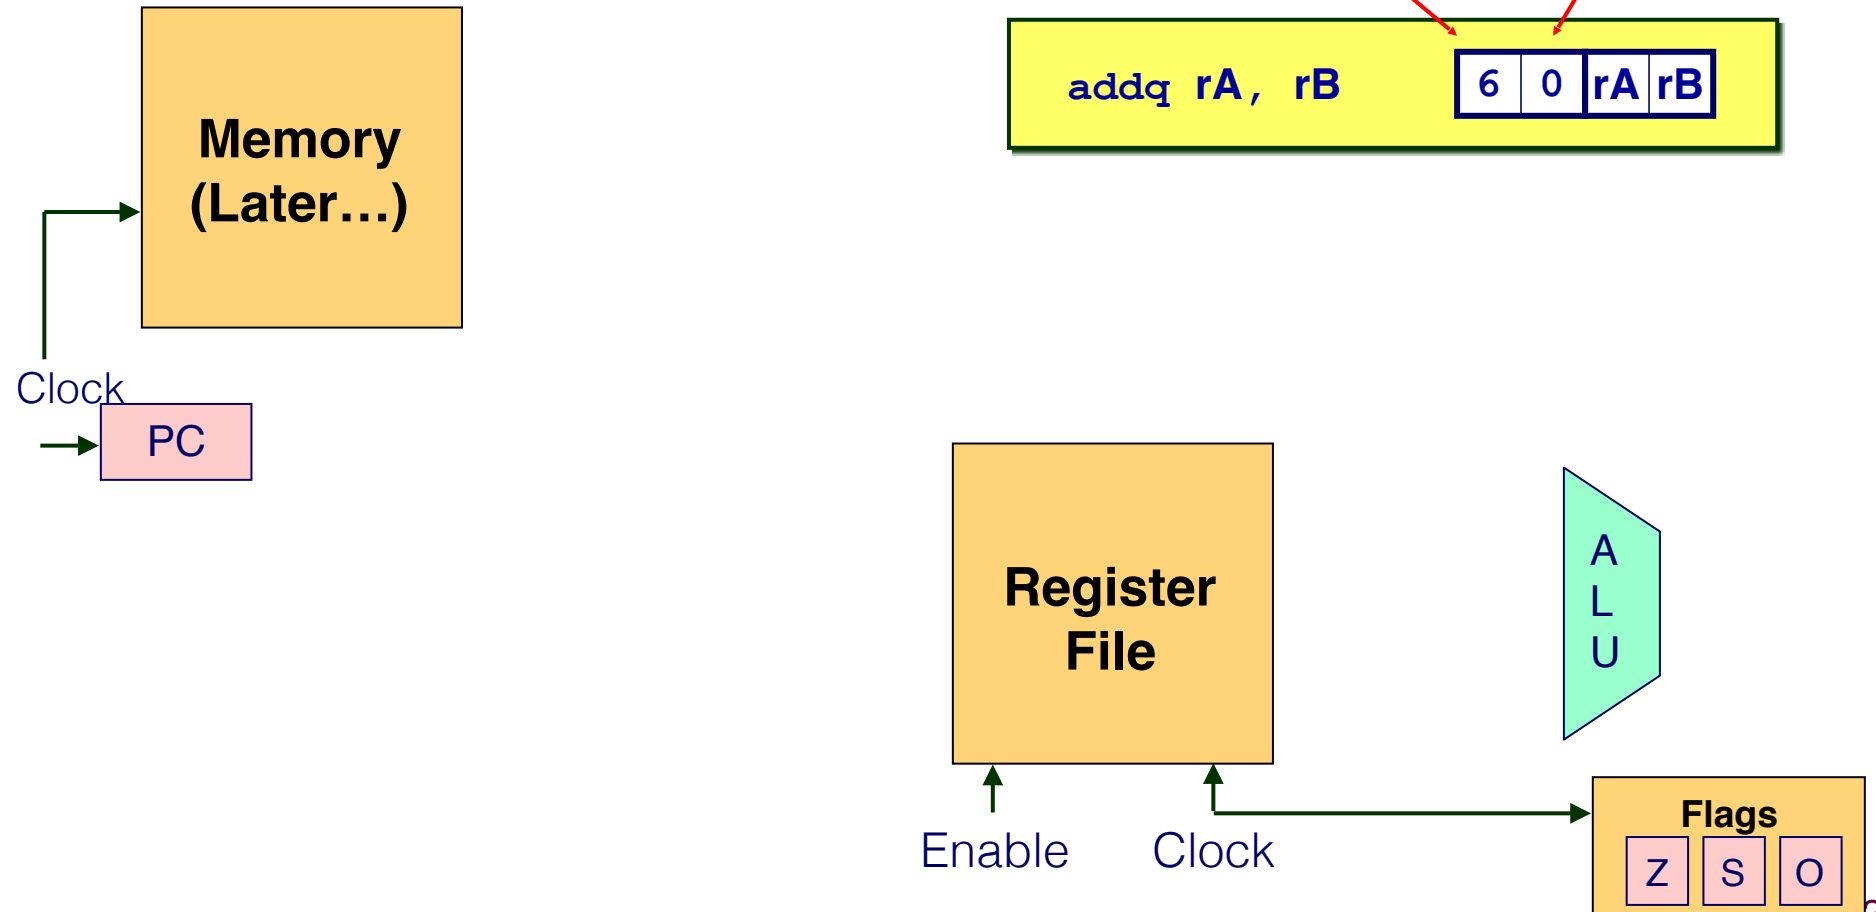 Memory
(Later…)
addq rA, rB
6 0 rA rB
Clock
PC
Register
File
A
L
U
Enable
Clock
Flags
Z S O